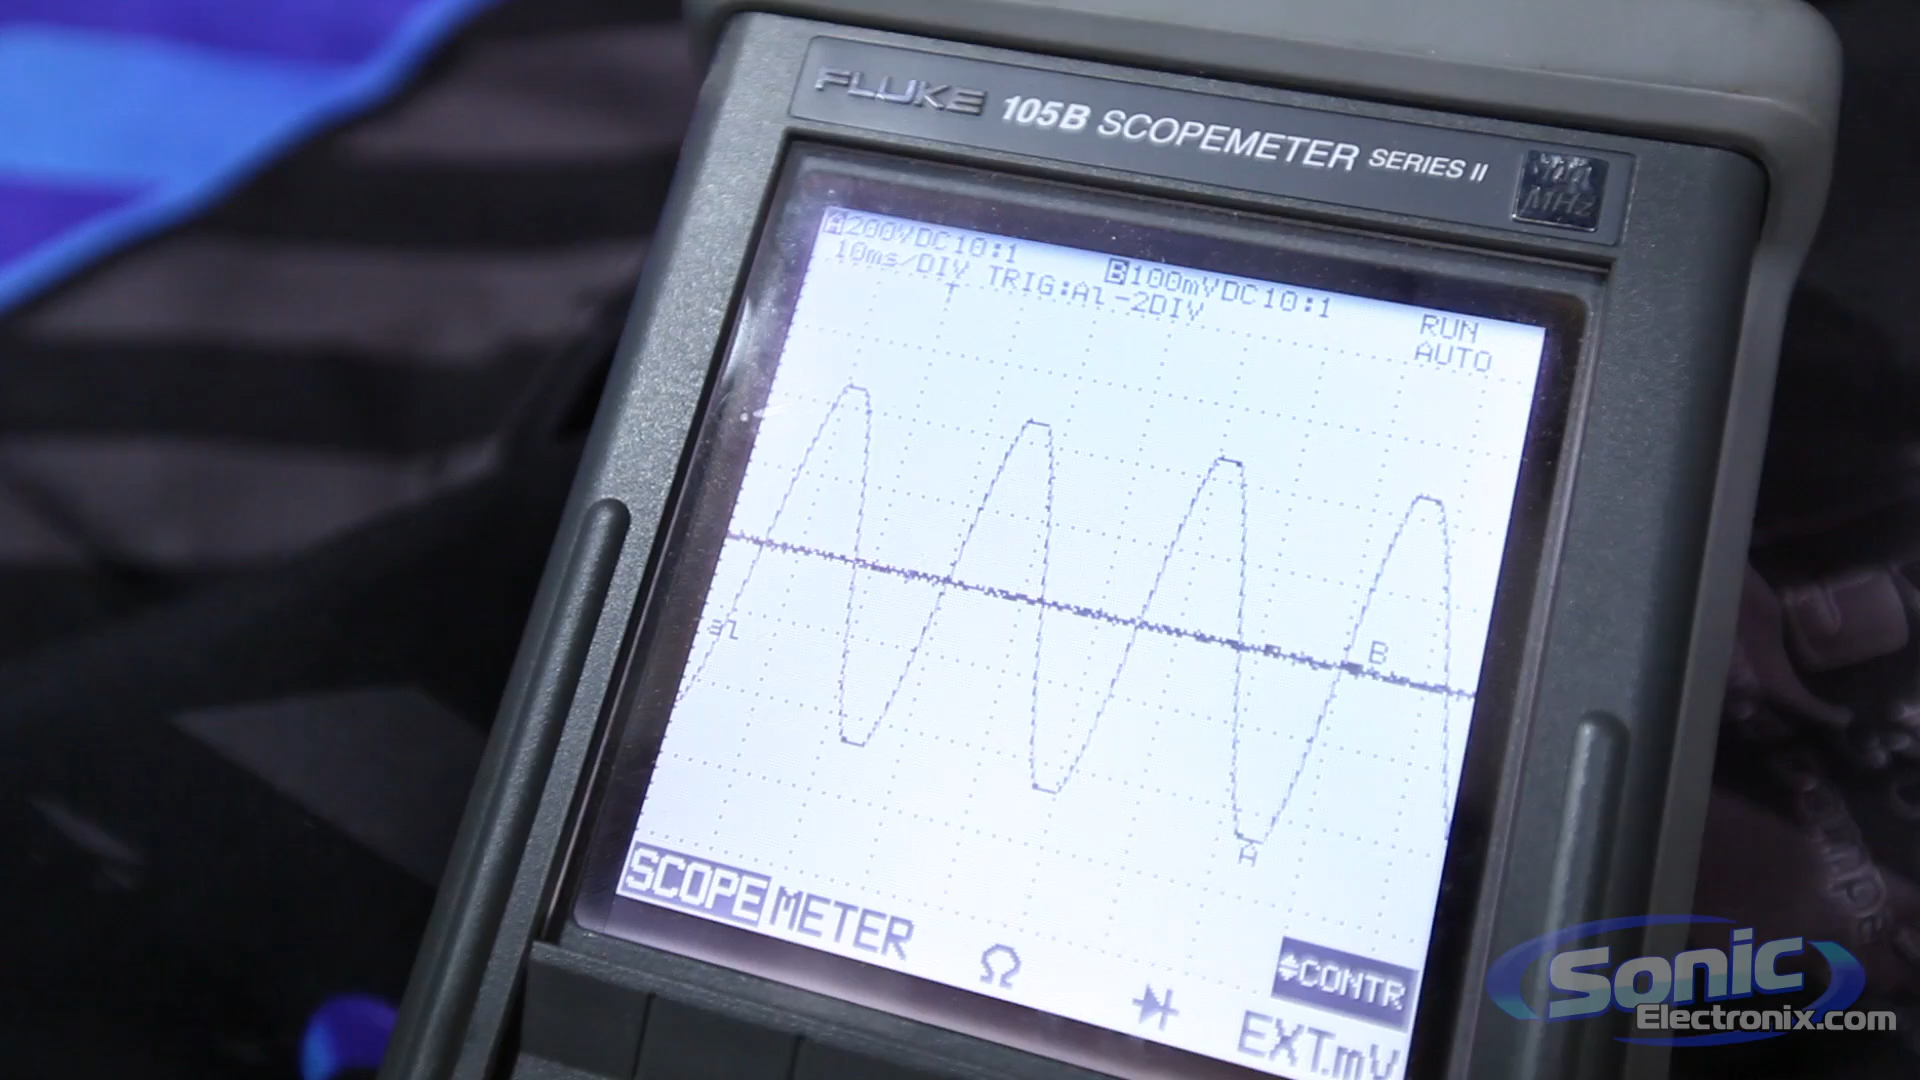 FLUKE 105B SCOPEMETER SERIES II
MHz
A200VDC10:1 B100mVDC10:1
10ms/DIV TRIG:A1-2DIV
RUN
AUTO
a1
B
A
SCOPE METER Ω
CONTR
EXT.mV
Sonic
Electronix.com